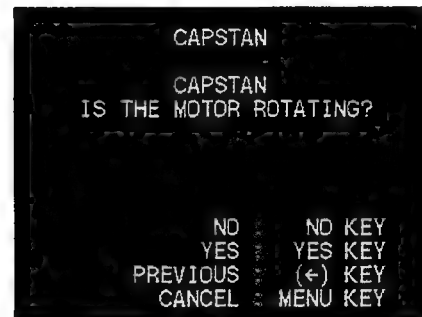 CAPSTAN
CAPSTAN
IS THE MOTOR ROTATING?
NO : NO KEY
YES : YES KEY
PREVIOUS : (←) KEY
CANCEL : MENU KEY